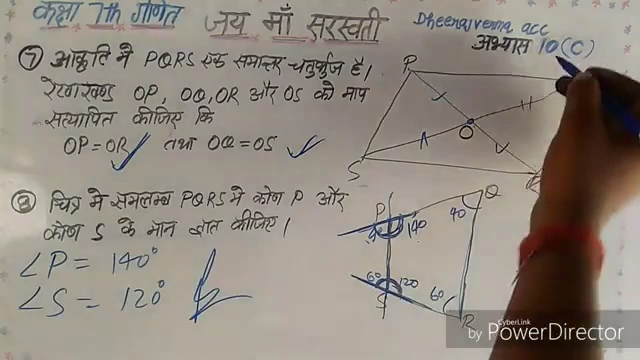 कक्षा 7th गणित जय माँ सरस्वती
Dheeraj verma acc
अभ्यास 10(C)
⑦ आकृति में PQRS एक समान्तर चतुर्भुज है।
रेखाखण्ड OP, OQ, OR और OS को माप
सत्यापित कीजिए कि
OP=OR तथा OQ=OS
P
S
O
⑧ चित्र में समलम्ब PQRS में कोण P और
कोण S के मान ज्ञात कीजिए।
∠P = 140°
∠S = 120°
P
140
40
Q
60
120
S
60
R
CyberLink
by PowerDirector